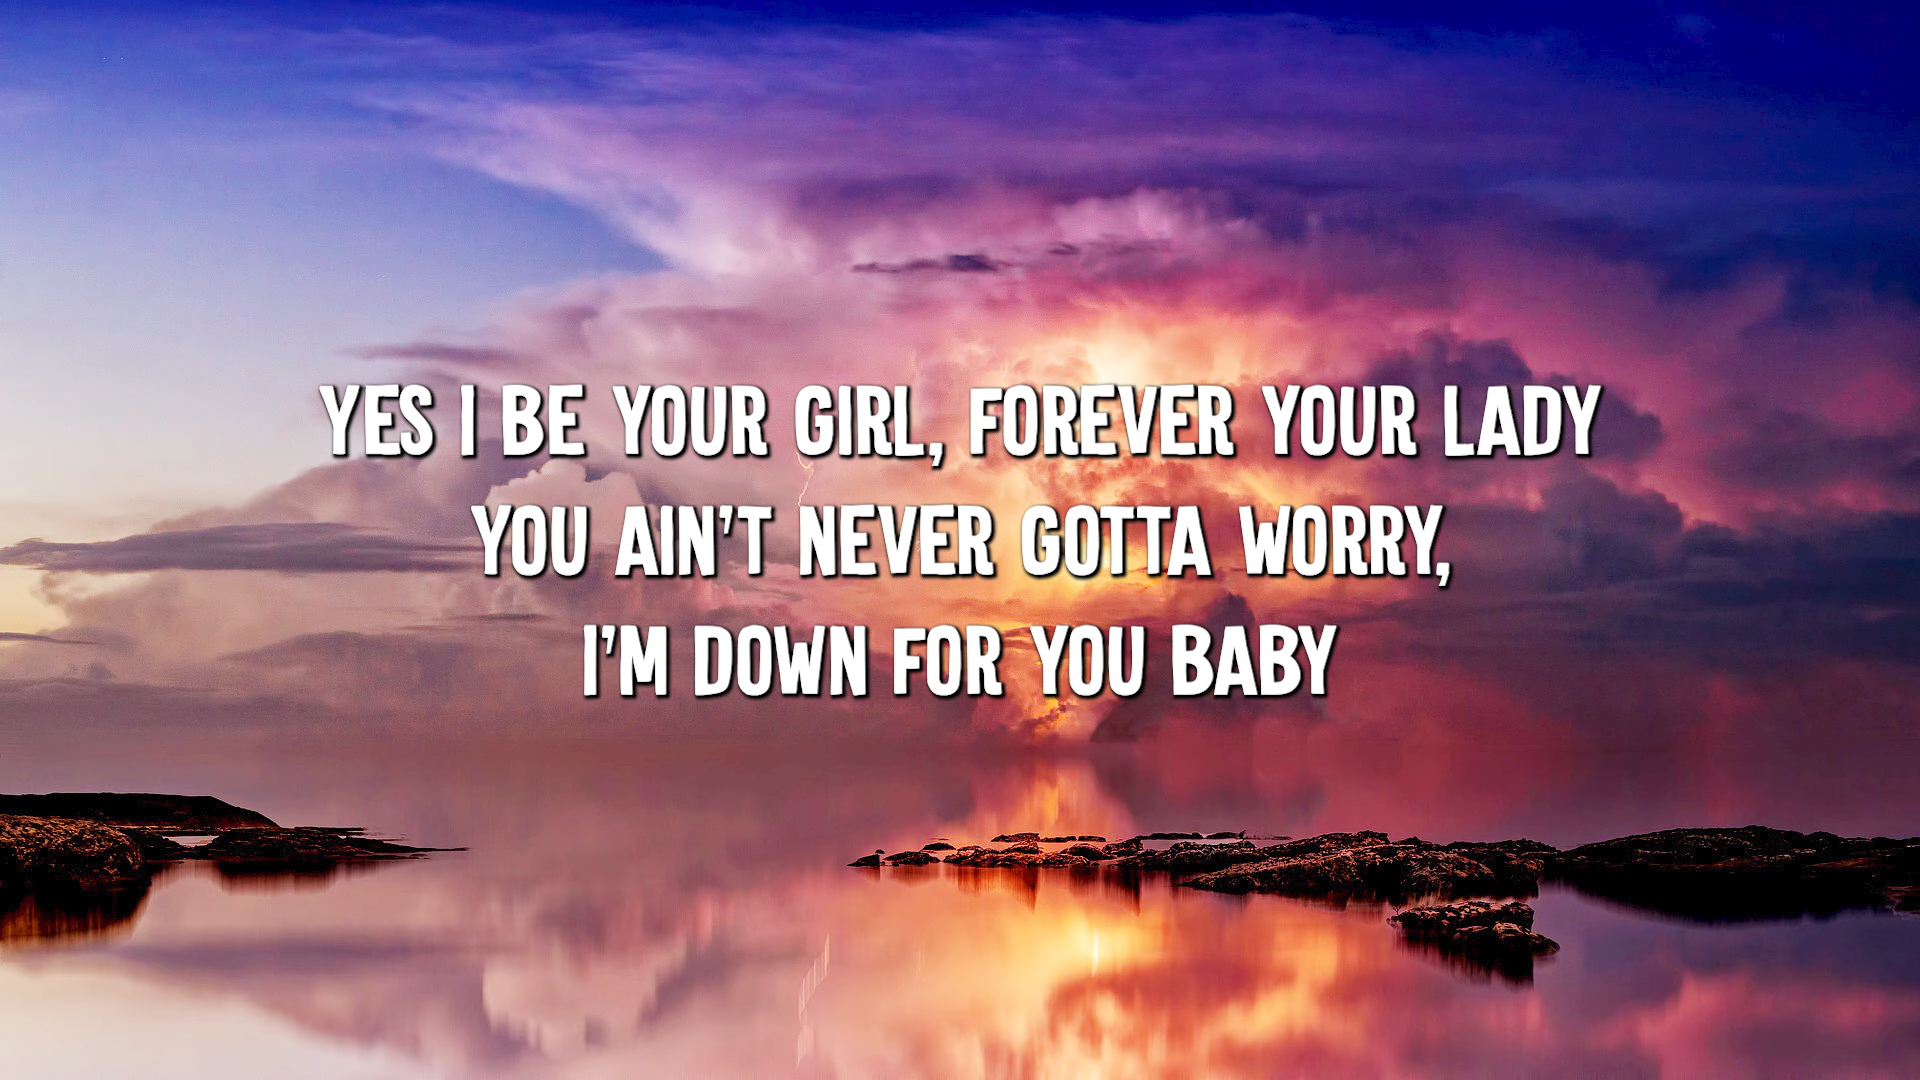 YES I BE YOUR GIRL, FOREVER YOUR LADY
YOU AIN'T NEVER GOTTA WORRY,
I'M DOWN FOR YOU BABY